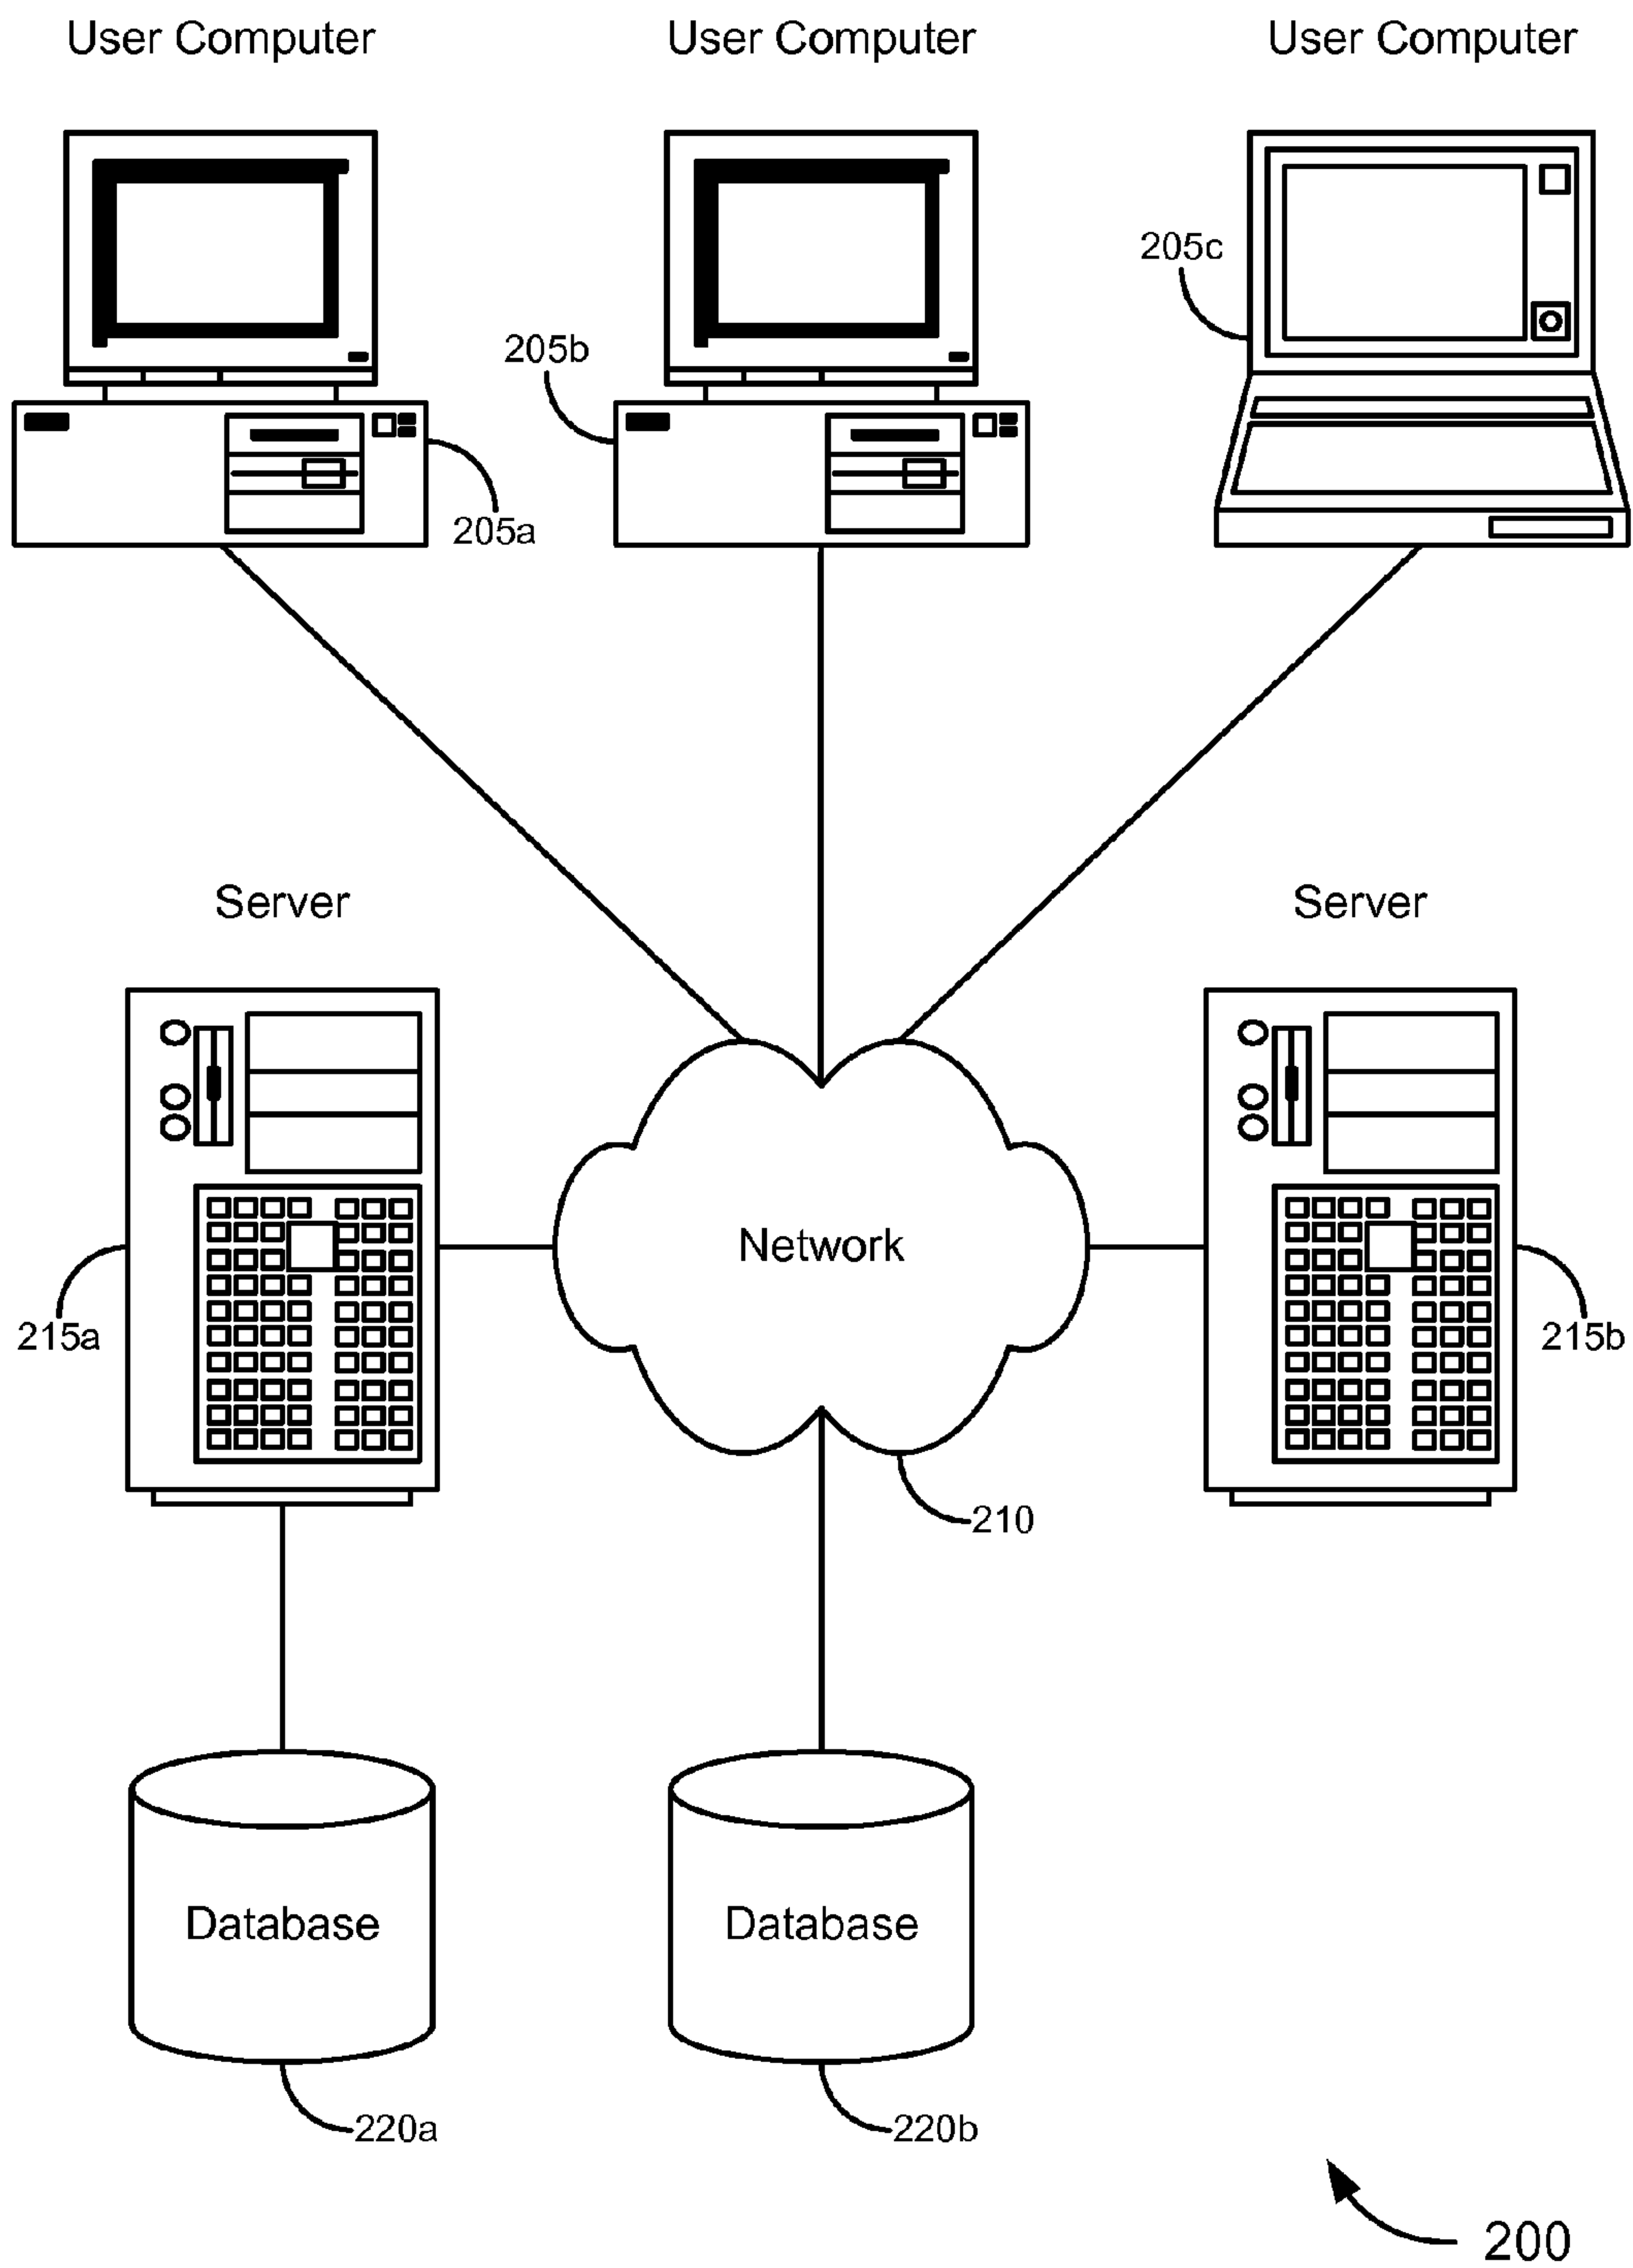 User Computer
User Computer
User Computer
205c
205b
205a
Server
Server
Network
215a
215b
210
Database
Database
220a
220b
200